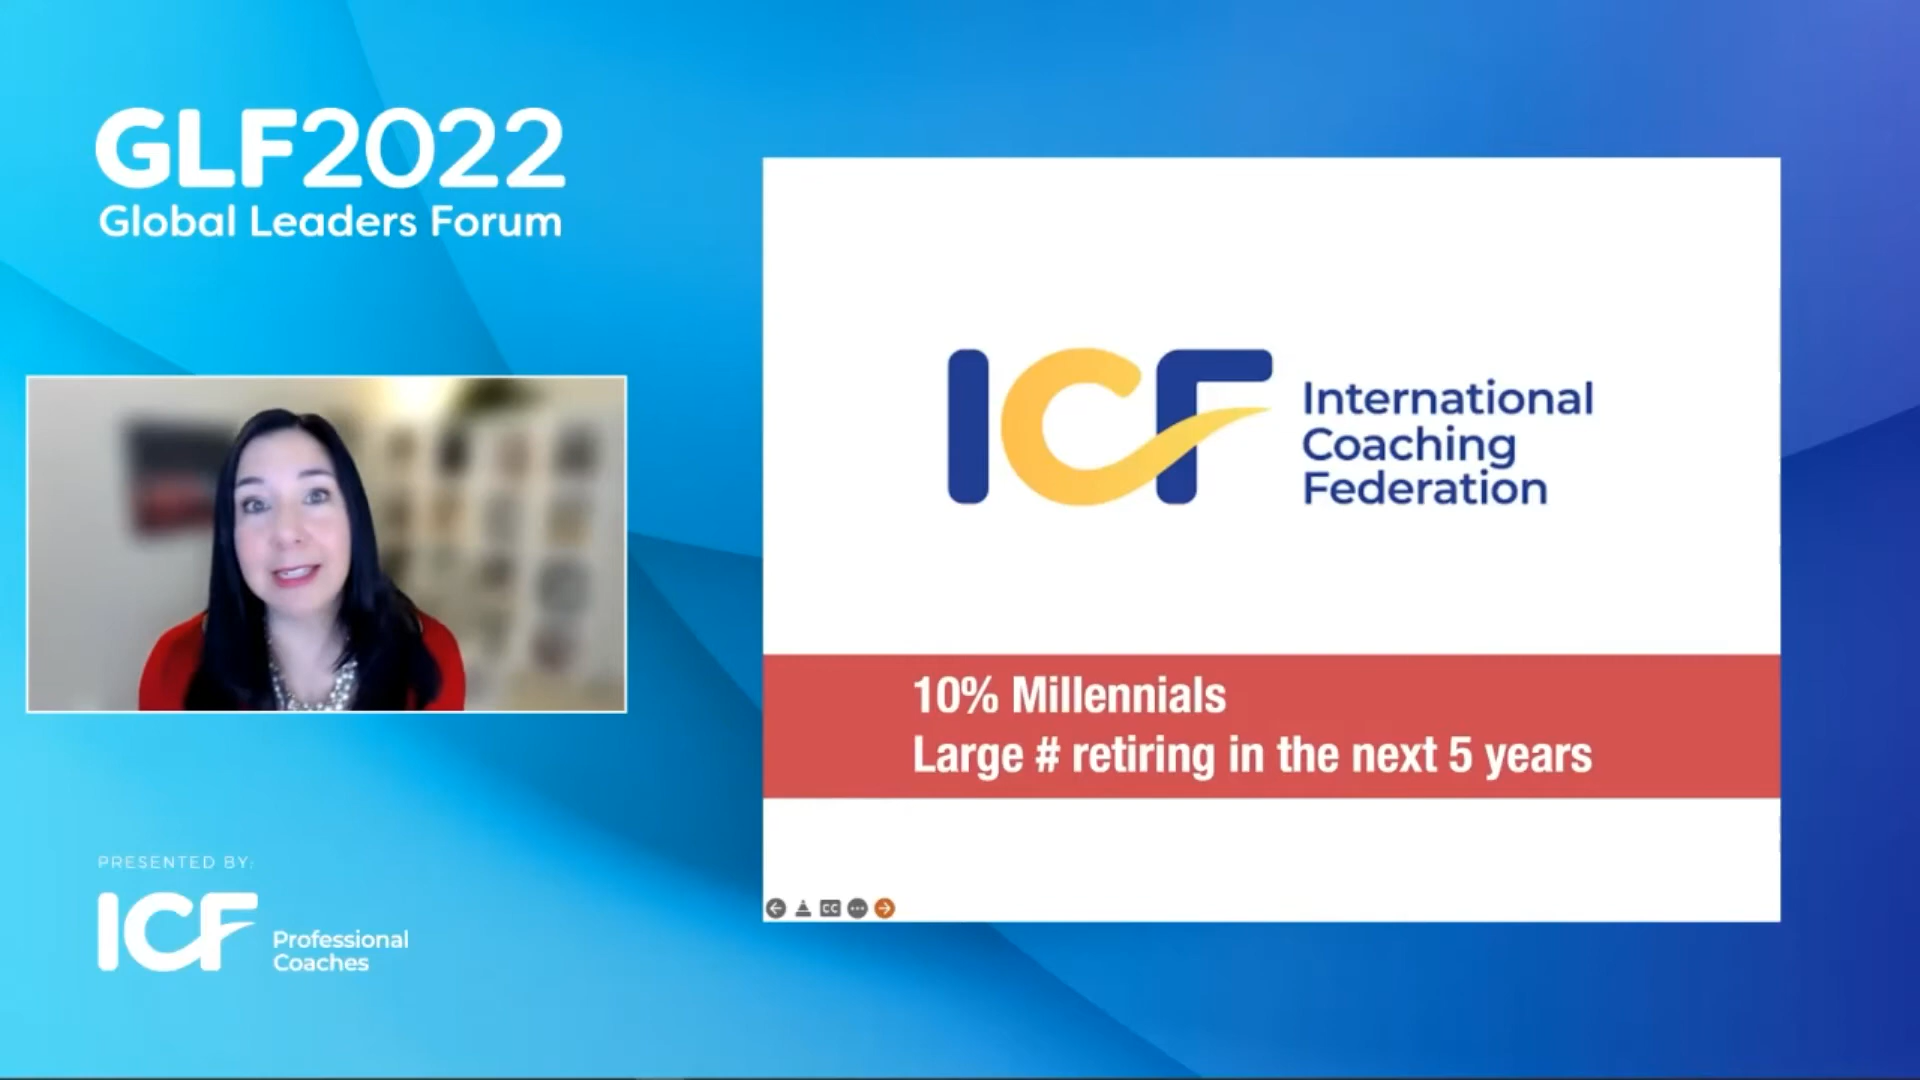 GLF2022
Global Leaders Forum
PRESENTED BY:
ICF
Professional
Coaches
ICF
International
Coaching
Federation
10% Millennials
Large # retiring in the next 5 years
CC